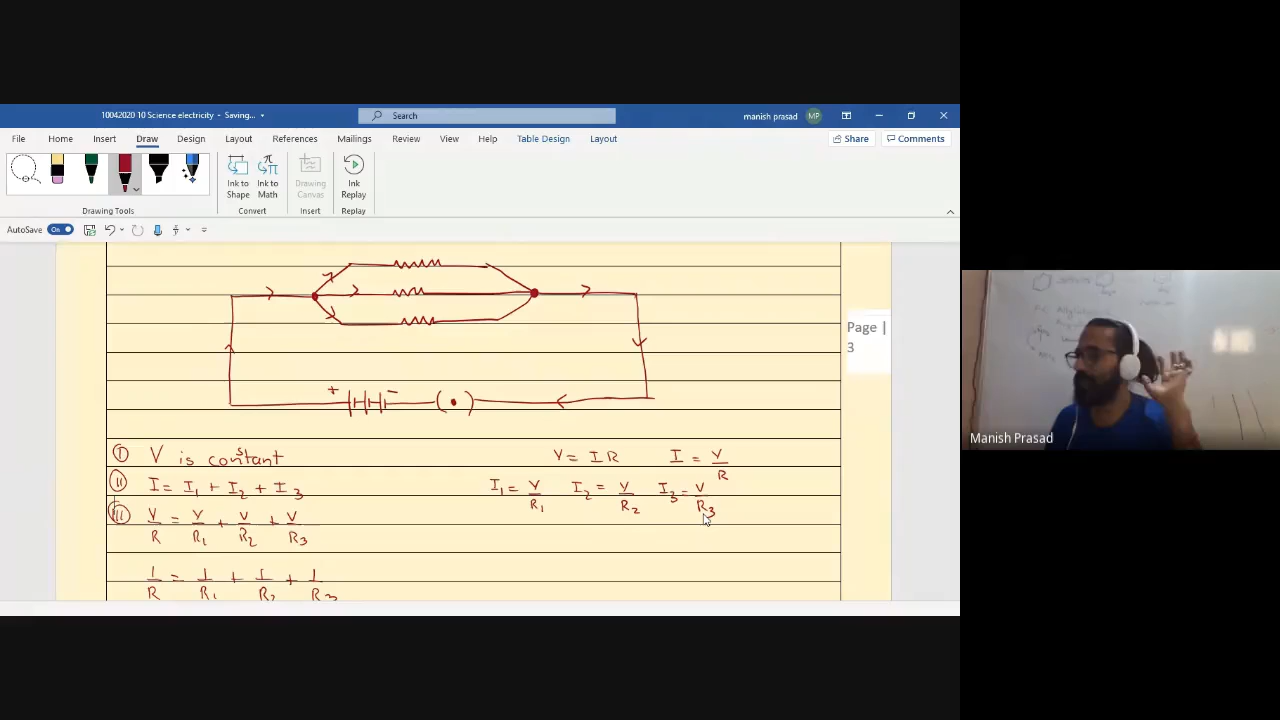 10042020 10 Science electricity - Saving...
Search
manish prasad
MP
File Home Insert Draw Design Layout References Mailings Review View Help Table Design Layout
Share
Comments
Ink to Shape
Ink to Math
Drawing Canvas
Ink Replay
Drawing Tools
Convert
Insert
Replay
AutoSave On
+ −
Page |
3
(I) V is constant
V = IR I = V/R
(II) I = I₁ + I₂ + I₃
I₁ = V/R₁ I₂ = V/R₂ I₃ = V/R₃
(III) V/R = V/R₁ + V/R₂ + V/R₃
1/R = 1/R₁ + 1/R₂ + 1/R₃
Manish Prasad